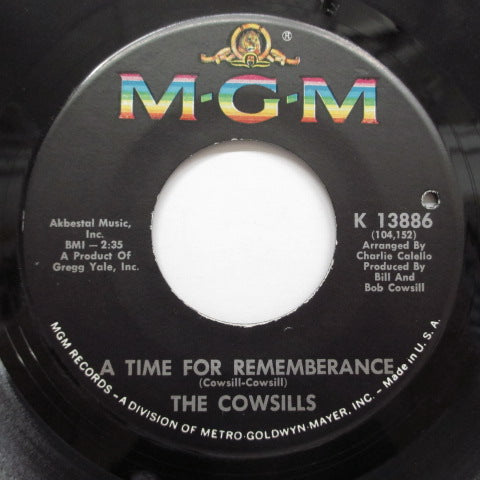 ®
M·G·M
Akbestal Music,
Inc.
BMI — 2:35
A Product Of
Gregg Yale, Inc.
K 13886
(104,152)
Arranged By
Charlie Calello
Produced By
Bill And
Bob Cowsill
A TIME FOR REMEMBERANCE
(Cowsill-Cowsill)
THE COWSILLS
MGM RECORDS - A DIVISION OF METRO-GOLDWYN-MAYER, INC. - Made in U.S.A.